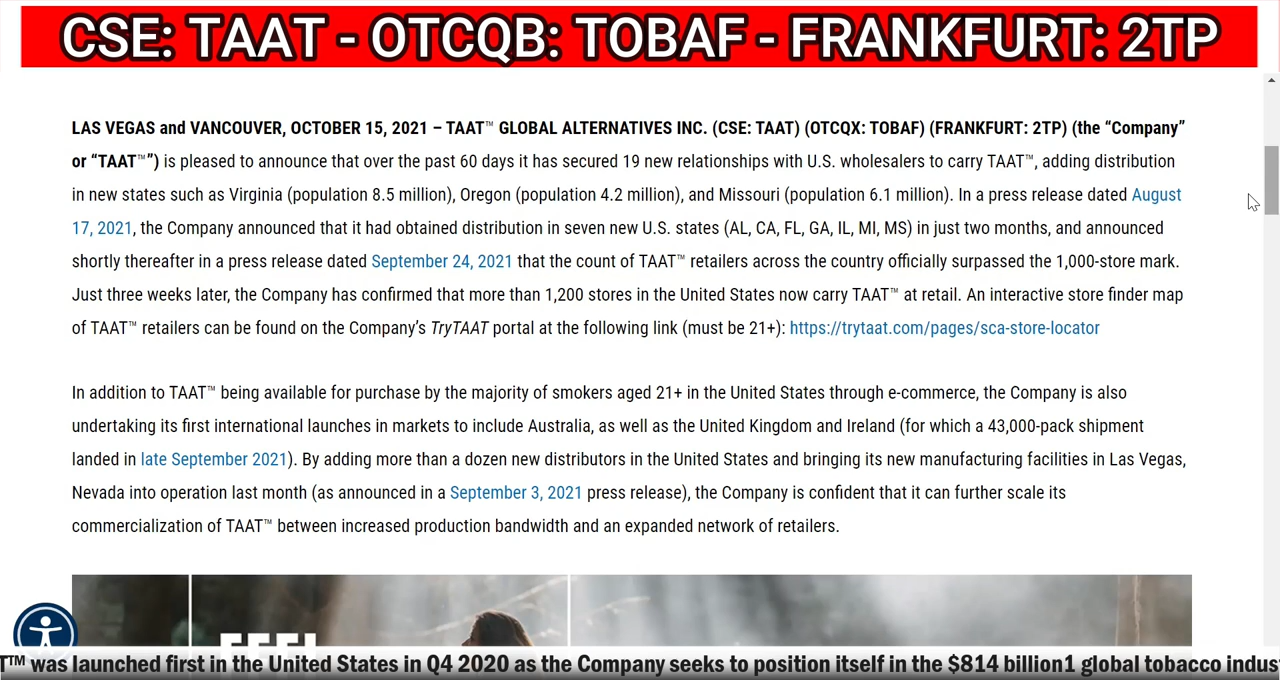 CSE: TAAT - OTCQB: TOBAF - FRANKFURT: 2TP
LAS VEGAS and VANCOUVER, OCTOBER 15, 2021 – TAAT™ GLOBAL ALTERNATIVES INC. (CSE: TAAT) (OTCQX: TOBAF) (FRANKFURT: 2TP) (the “Company”
or “TAAT™”) is pleased to announce that over the past 60 days it has secured 19 new relationships with U.S. wholesalers to carry TAAT™, adding distribution
in new states such as Virginia (population 8.5 million), Oregon (population 4.2 million), and Missouri (population 6.1 million). In a press release dated August
17, 2021, the Company announced that it had obtained distribution in seven new U.S. states (AL, CA, FL, GA, IL, MI, MS) in just two months, and announced
shortly thereafter in a press release dated September 24, 2021 that the count of TAAT™ retailers across the country officially surpassed the 1,000-store mark.
Just three weeks later, the Company has confirmed that more than 1,200 stores in the United States now carry TAAT™ at retail. An interactive store finder map
of TAAT™ retailers can be found on the Company’s TryTAAT portal at the following link (must be 21+): https://trytaat.com/pages/sca-store-locator
In addition to TAAT™ being available for purchase by the majority of smokers aged 21+ in the United States through e-commerce, the Company is also
undertaking its first international launches in markets to include Australia, as well as the United Kingdom and Ireland (for which a 43,000-pack shipment
landed in late September 2021). By adding more than a dozen new distributors in the United States and bringing its new manufacturing facilities in Las Vegas,
Nevada into operation last month (as announced in a September 3, 2021 press release), the Company is confident that it can further scale its
commercialization of TAAT™ between increased production bandwidth and an expanded network of retailers.
T™ was launched first in the United States in Q4 2020 as the Company seeks to position itself in the $814 billion1 global tobacco indus